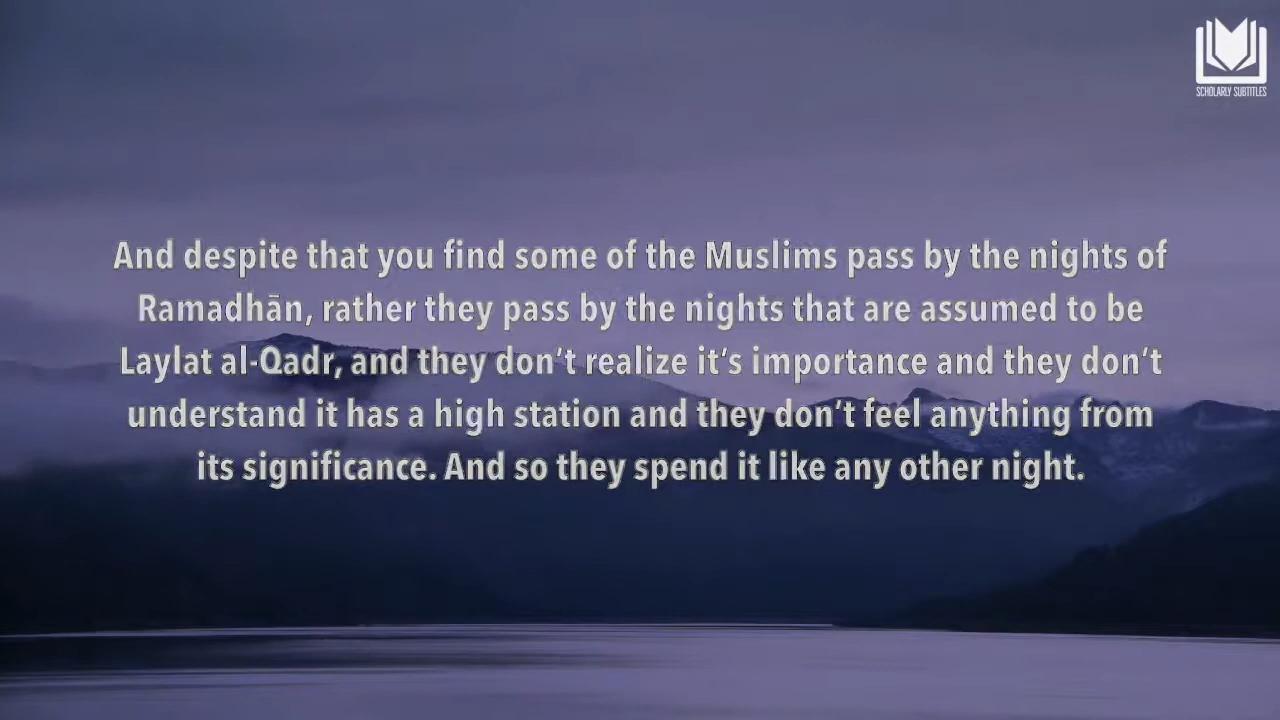 SCHOLARLY SUBTITLES
And despite that you find some of the Muslims pass by the nights of
Ramadhān, rather they pass by the nights that are assumed to be
Laylat al-Qadr, and they don’t realize it’s importance and they don’t
understand it has a high station and they don’t feel anything from
its significance. And so they spend it like any other night.